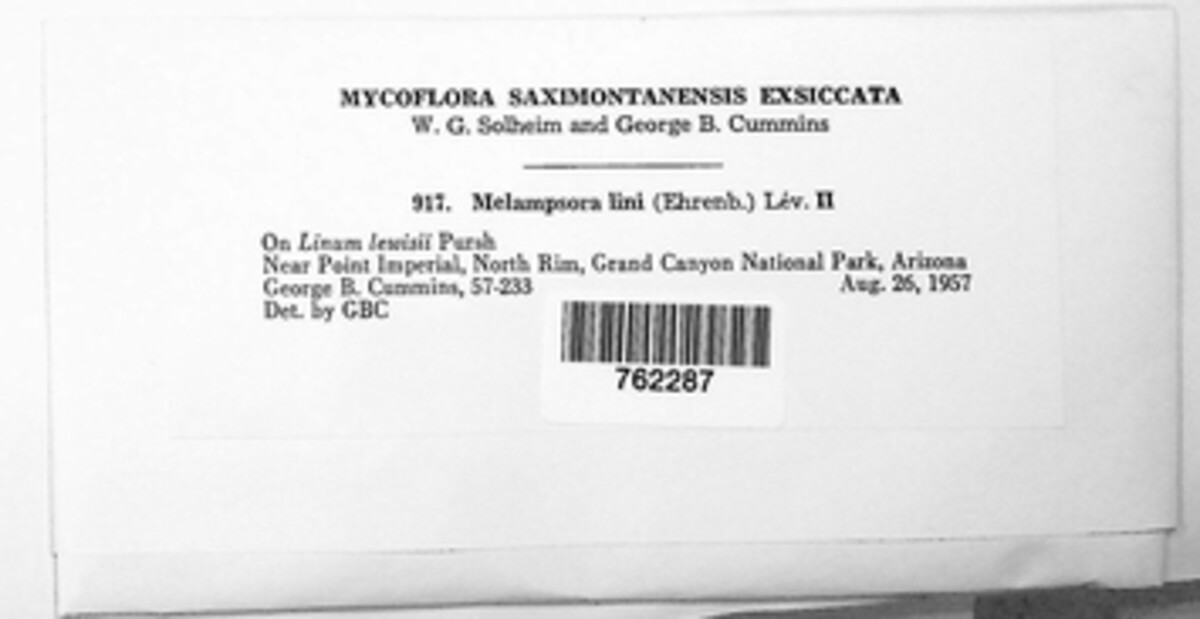 MYCOFLORA SAXIMONTANENSIS EXSICCATA
W. G. Solheim and George B. Cummins
917. Melampsora lini (Ehrenb.) Lév. II
On Linum lewisii Pursh
Near Point Imperial, North Rim, Grand Canyon National Park, Arizona
George B. Cummins, 57-233 Aug. 26, 1957
Det. by GBC
762287